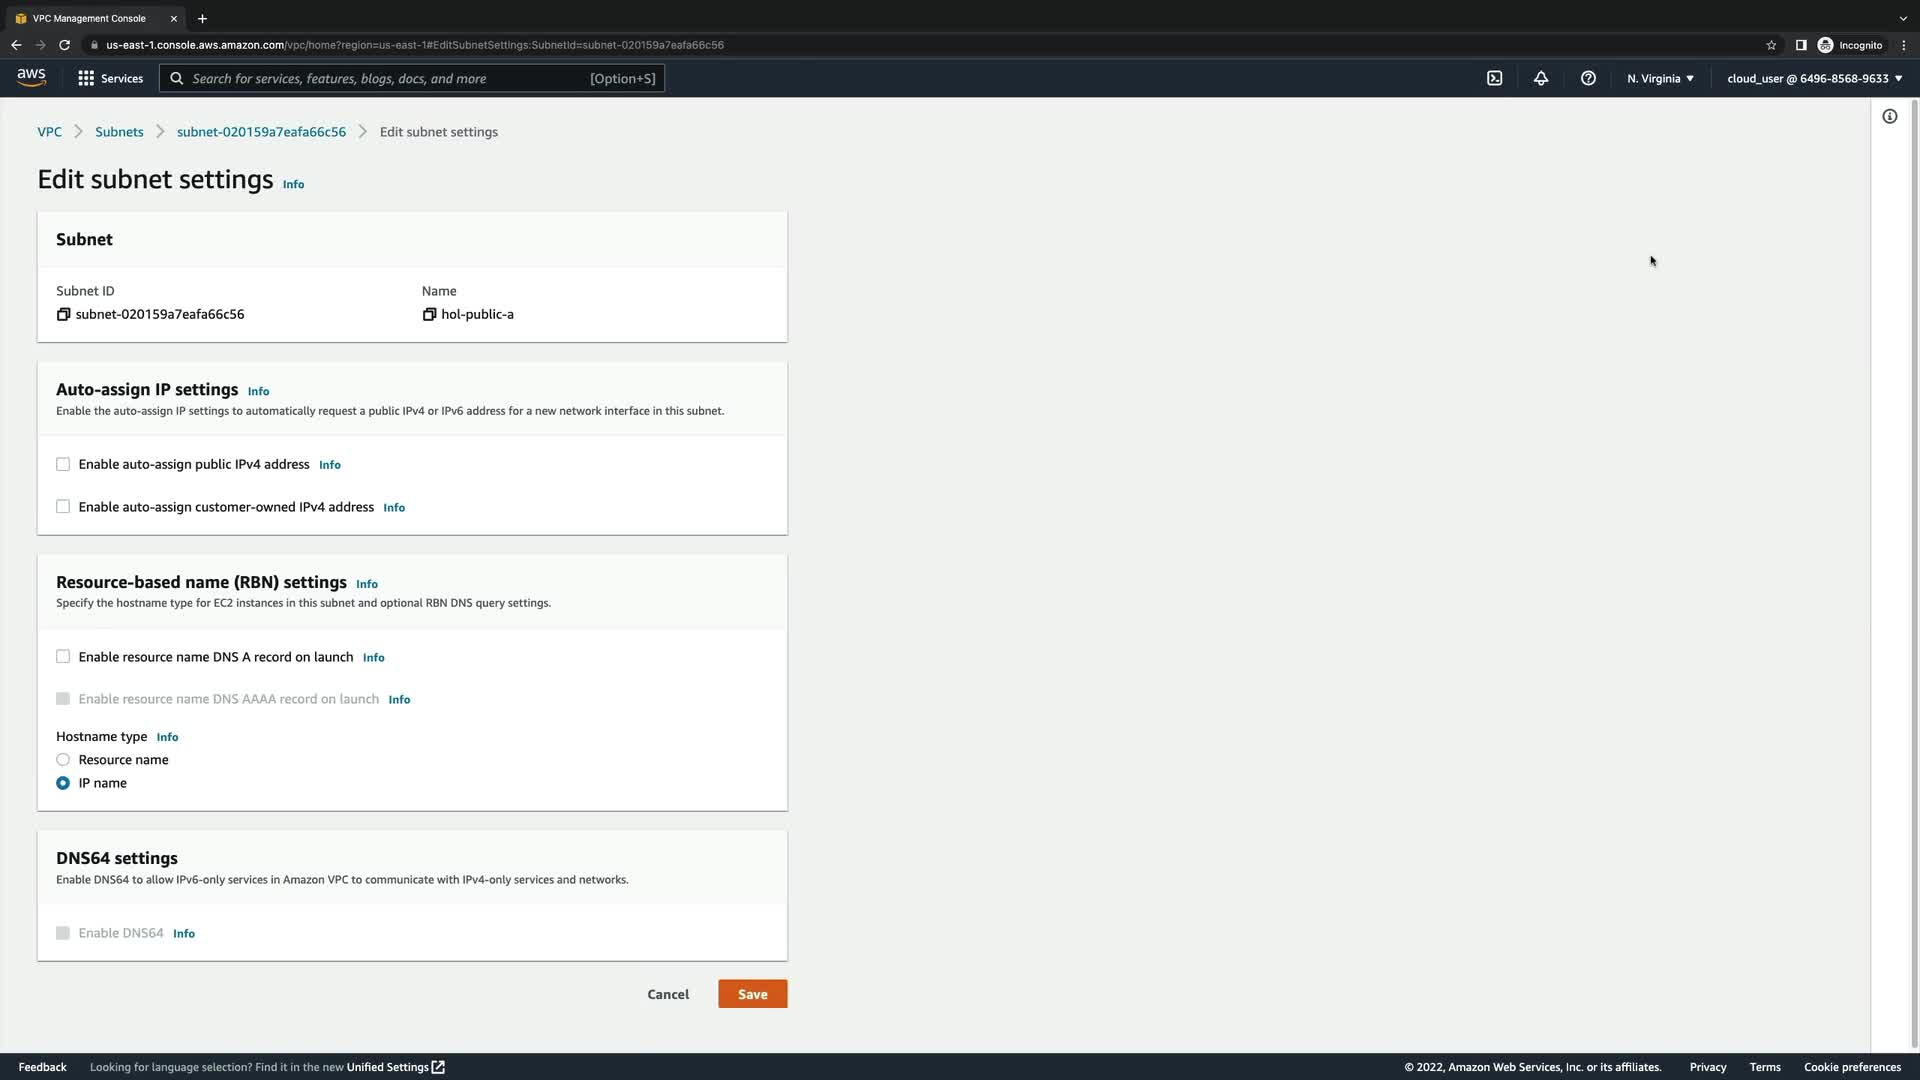 VPC Management Console
us-east-1.console.aws.amazon.com/vpc/home?region=us-east-1#EditSubnetSettings:SubnetId=subnet-020159a7eafa66c56
Incognito
aws
Services
Search for services, features, blogs, docs, and more
[Option+S]
N. Virginia
cloud_user @ 6496-8568-9633
VPC
Subnets
subnet-020159a7eafa66c56
Edit subnet settings
Edit subnet settings Info
Subnet
Subnet ID
subnet-020159a7eafa66c56
Name
hol-public-a
Auto-assign IP settings Info
Enable the auto-assign IP settings to automatically request a public IPv4 or IPv6 address for a new network interface in this subnet.
Enable auto-assign public IPv4 address Info
Enable auto-assign customer-owned IPv4 address Info
Resource-based name (RBN) settings Info
Specify the hostname type for EC2 instances in this subnet and optional RBN DNS query settings.
Enable resource name DNS A record on launch Info
Enable resource name DNS AAAA record on launch Info
Hostname type Info
Resource name
IP name
DNS64 settings
Enable DNS64 to allow IPv6-only services in Amazon VPC to communicate with IPv4-only services and networks.
Enable DNS64 Info
Cancel
Save
Feedback
Looking for language selection? Find it in the new Unified Settings
© 2022, Amazon Web Services, Inc. or its affiliates.
Privacy
Terms
Cookie preferences